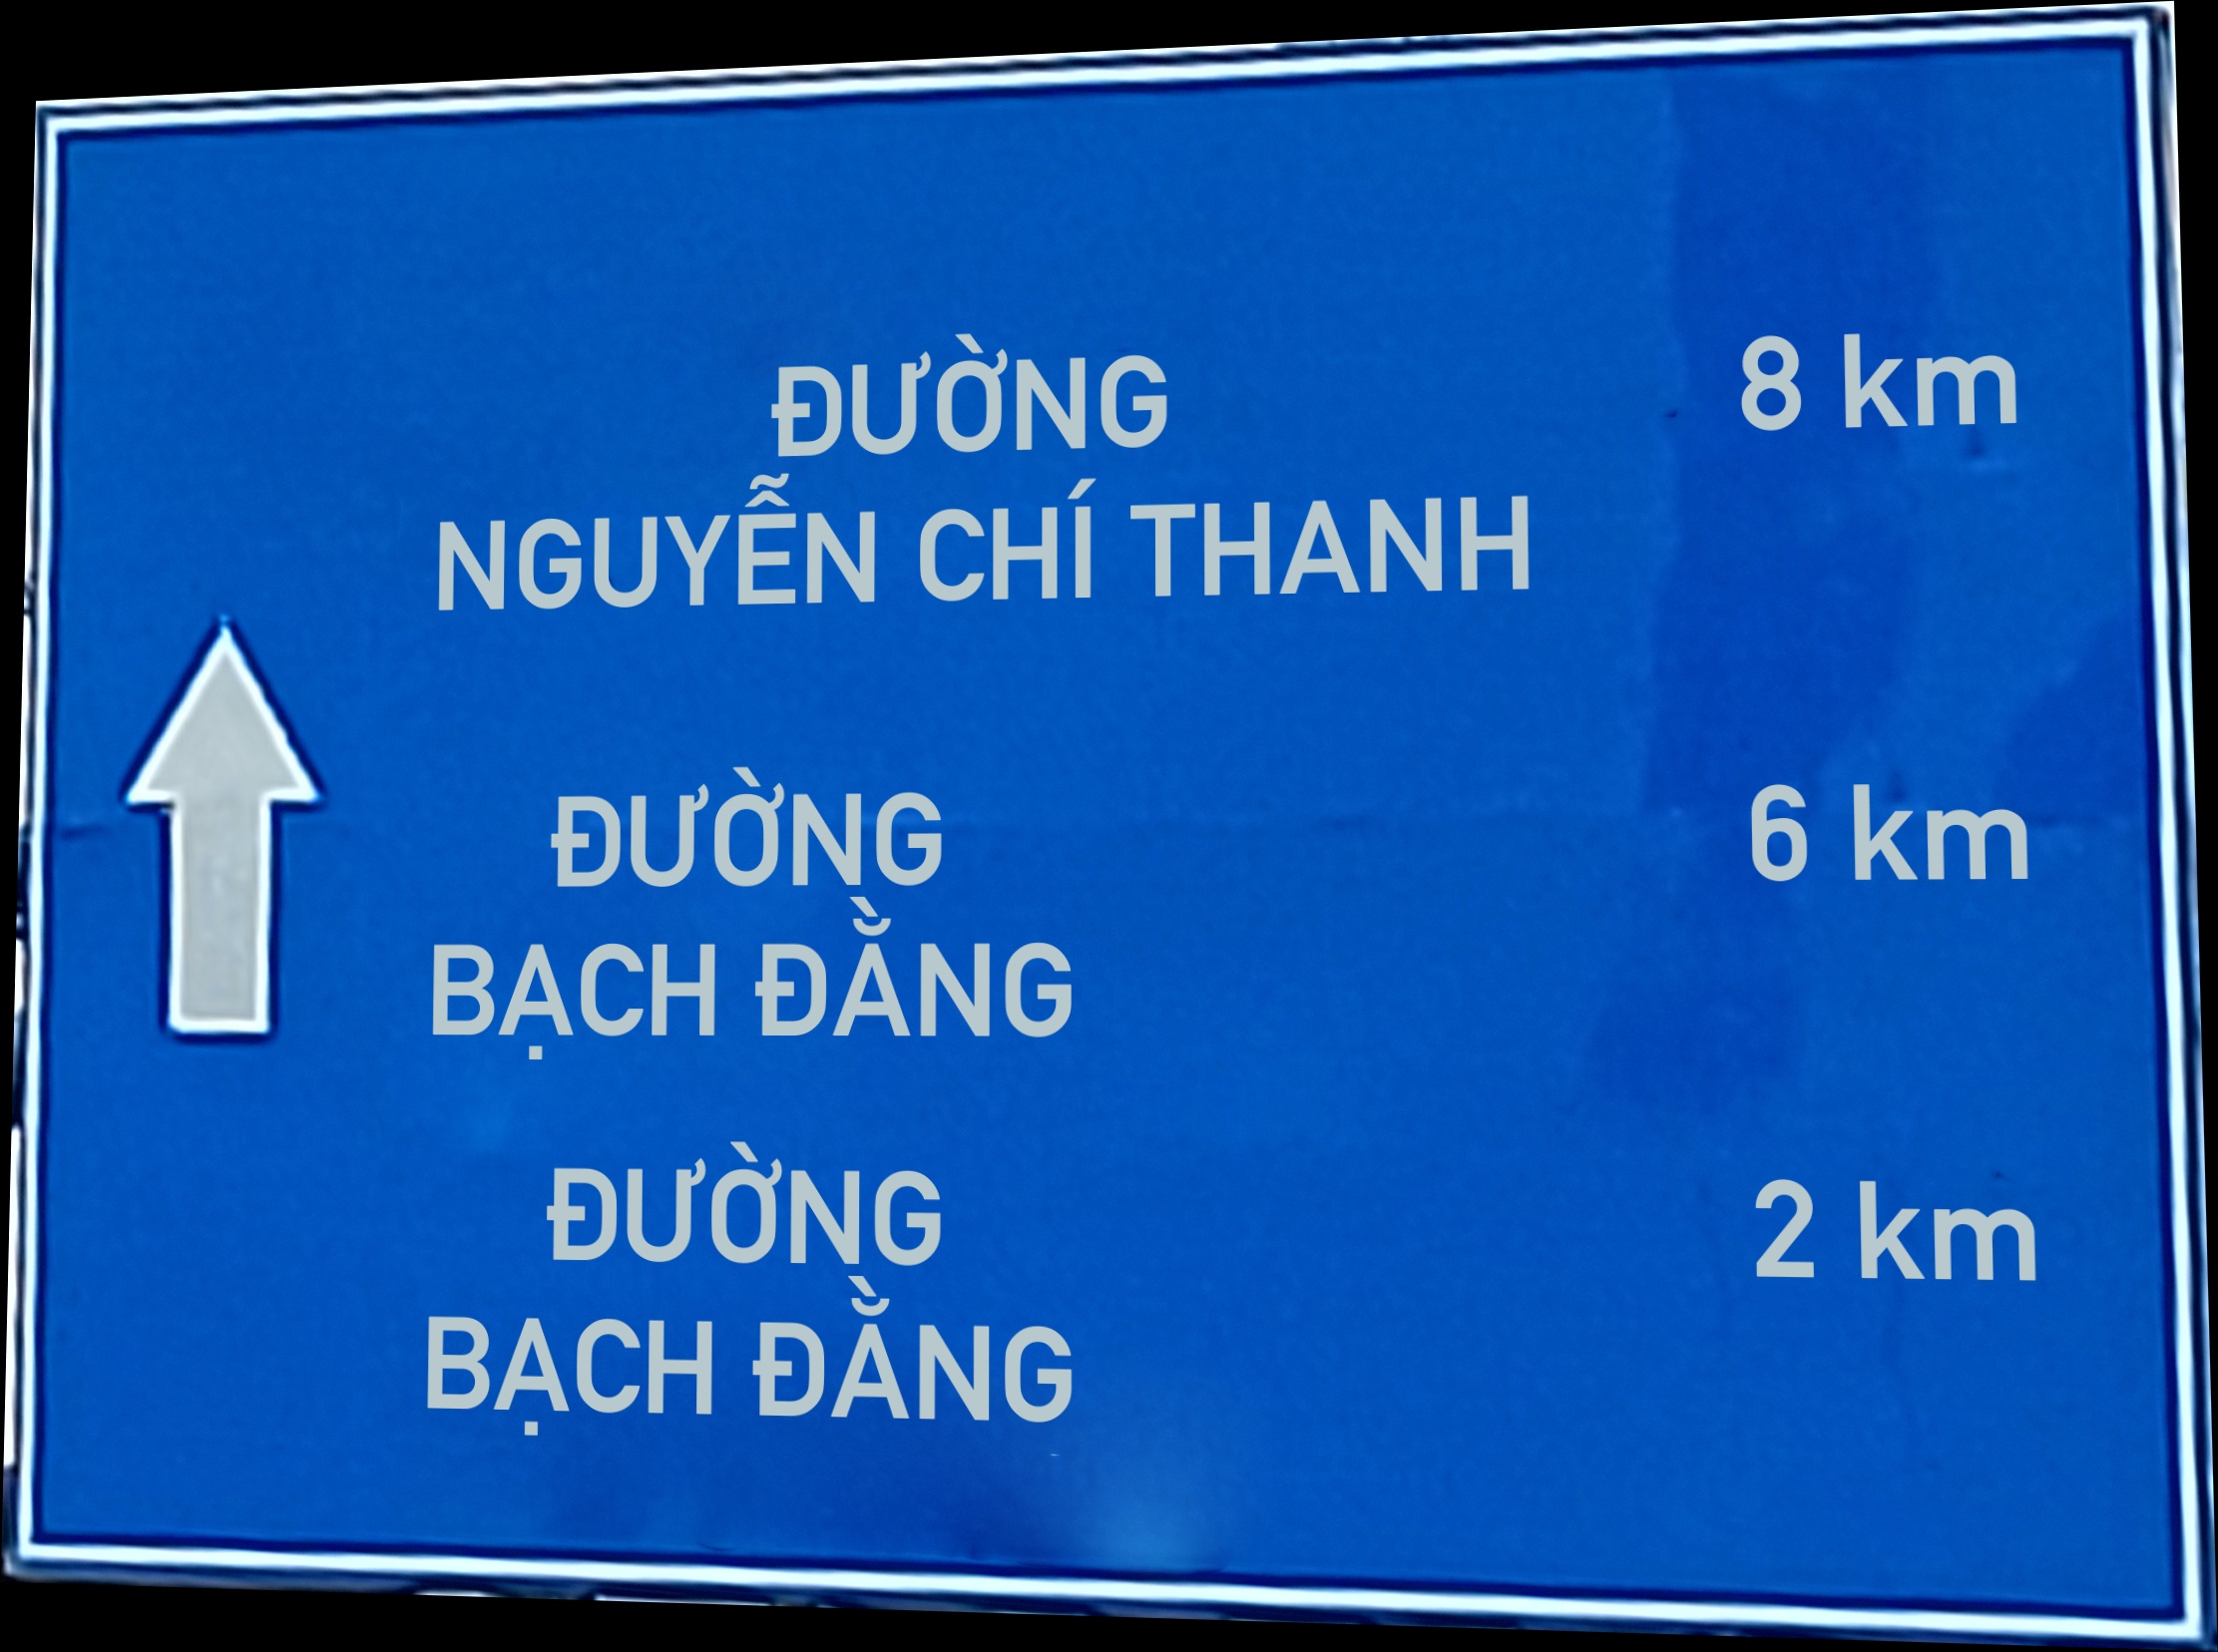 ĐƯỜNG 8 km
NGUYỄN CHÍ THANH
ĐƯỜNG 6 km
BẠCH ĐẰNG
ĐƯỜNG 2 km
BẠCH ĐẰNG